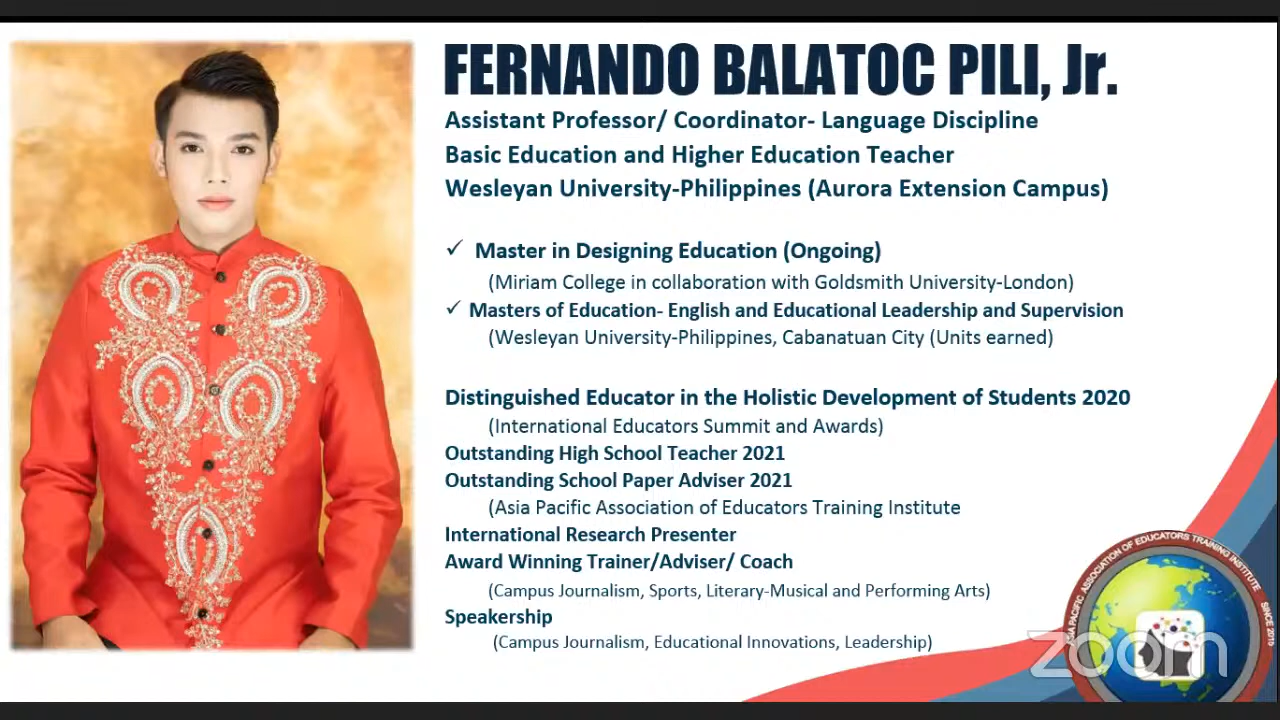 FERNANDO BALATOC PILI, Jr.
Assistant Professor/ Coordinator- Language Discipline
Basic Education and Higher Education Teacher
Wesleyan University-Philippines (Aurora Extension Campus)
✓ Master in Designing Education (Ongoing)
(Miriam College in collaboration with Goldsmith University-London)
✓ Masters of Education- English and Educational Leadership and Supervision
(Wesleyan University-Philippines, Cabanatuan City (Units earned)
Distinguished Educator in the Holistic Development of Students 2020
(International Educators Summit and Awards)
Outstanding High School Teacher 2021
Outstanding School Paper Adviser 2021
(Asia Pacific Association of Educators Training Institute
International Research Presenter
Award Winning Trainer/Adviser/ Coach
(Campus Journalism, Sports, Literary-Musical and Performing Arts)
Speakership
(Campus Journalism, Educational Innovations, Leadership)
PACIFIC ASSOCIATION OF EDUCATORS TRAINING INSTITUTE SINCE 2015
zoom